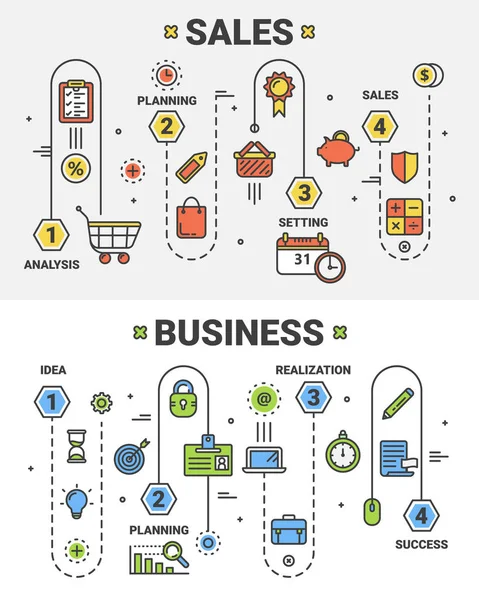 SALES
PLANNING
2
SALES
4
$
%
1
ANALYSIS
3
SETTING
31
BUSINESS
IDEA
1
REALIZATION
3
@
2
PLANNING
4
SUCCESS